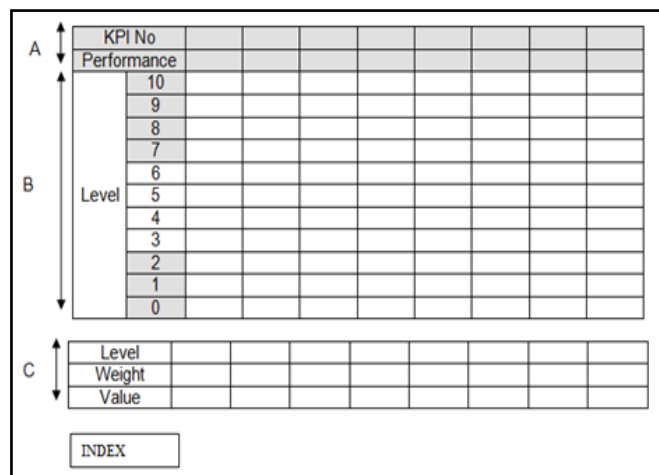 A
KPI No
Performance
B
Level
10
9
8
7
6
5
4
3
2
1
0
C
Level
Weight
Value
INDEX